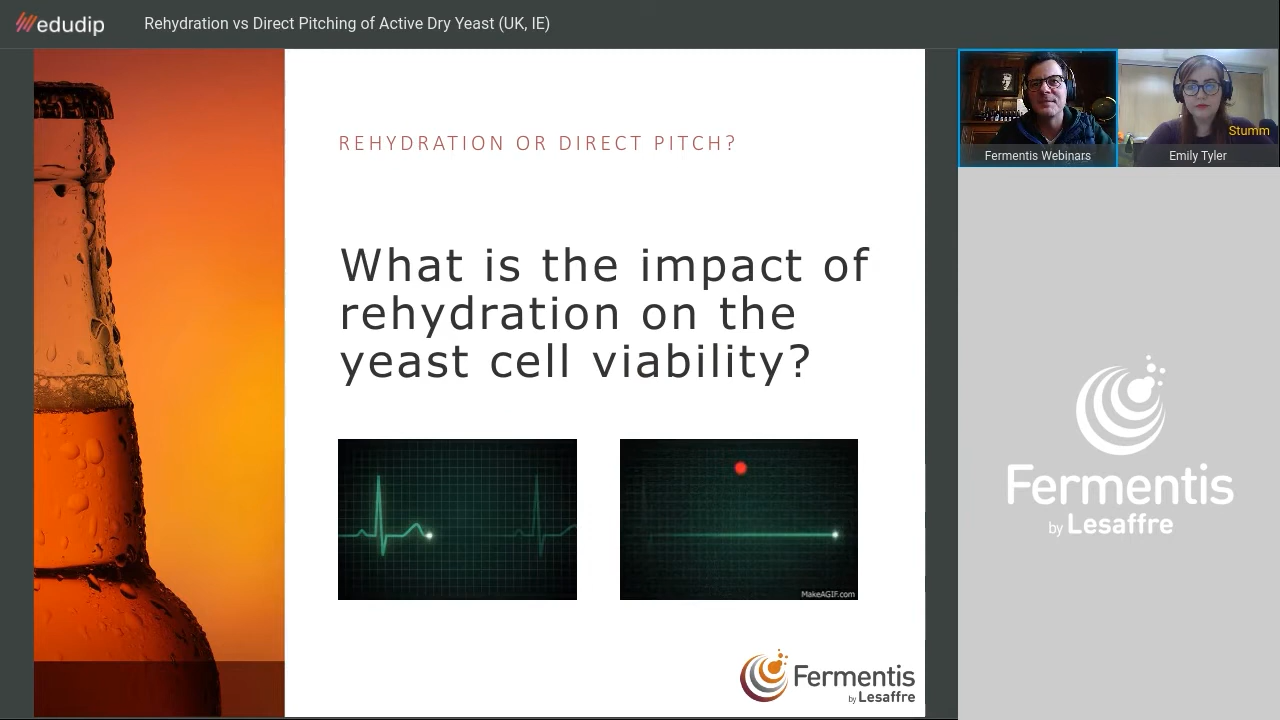 edudip
Rehydration vs Direct Pitching of Active Dry Yeast (UK, IE)
REHYDRATION OR DIRECT PITCH?
What is the impact of
rehydration on the
yeast cell viability?
MakeAGIF.com
Fermentis
by Lesaffre
Stumm
Fermentis Webinars
Emily Tyler
Fermentis
by Lesaffre